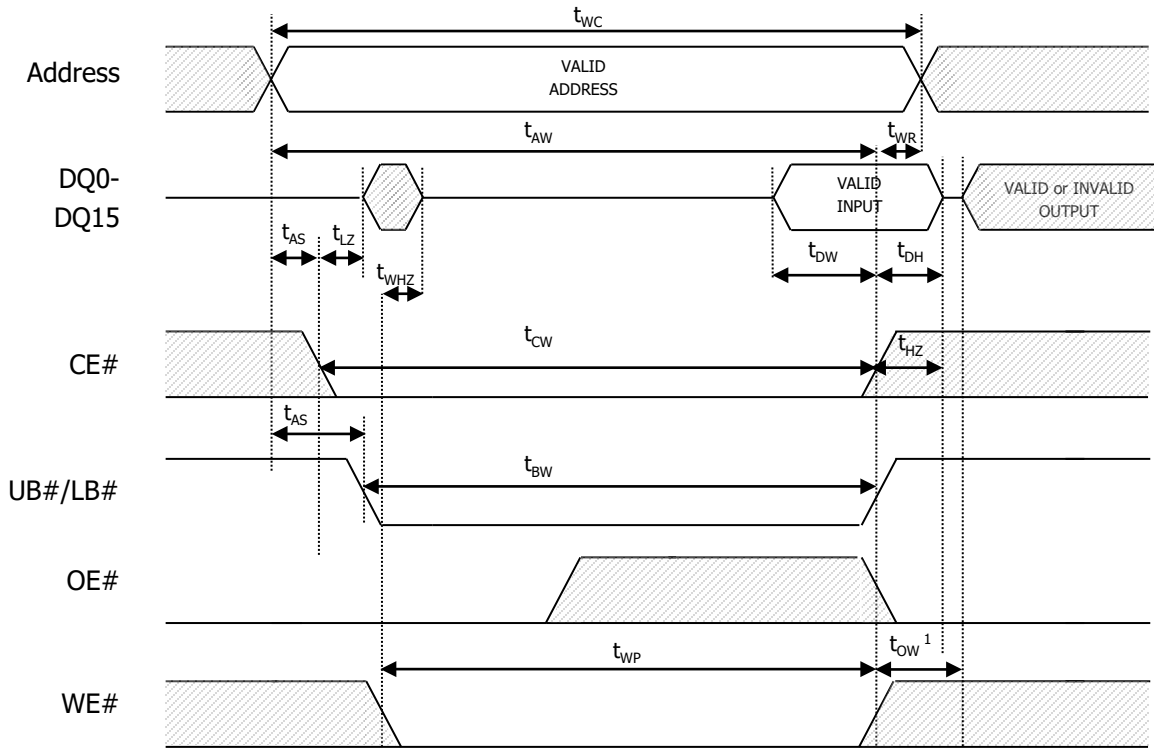 tWC
Address
VALID
ADDRESS
tAW
tWR
DQ0-
DQ15
VALID
INPUT
VALID or INVALID
OUTPUT
tAS
tLZ
tWHZ
tDW
tDH
CE#
tCW
tHZ
tAS
UB#/LB#
tBW
OE#
tWP
tOW 1
WE#